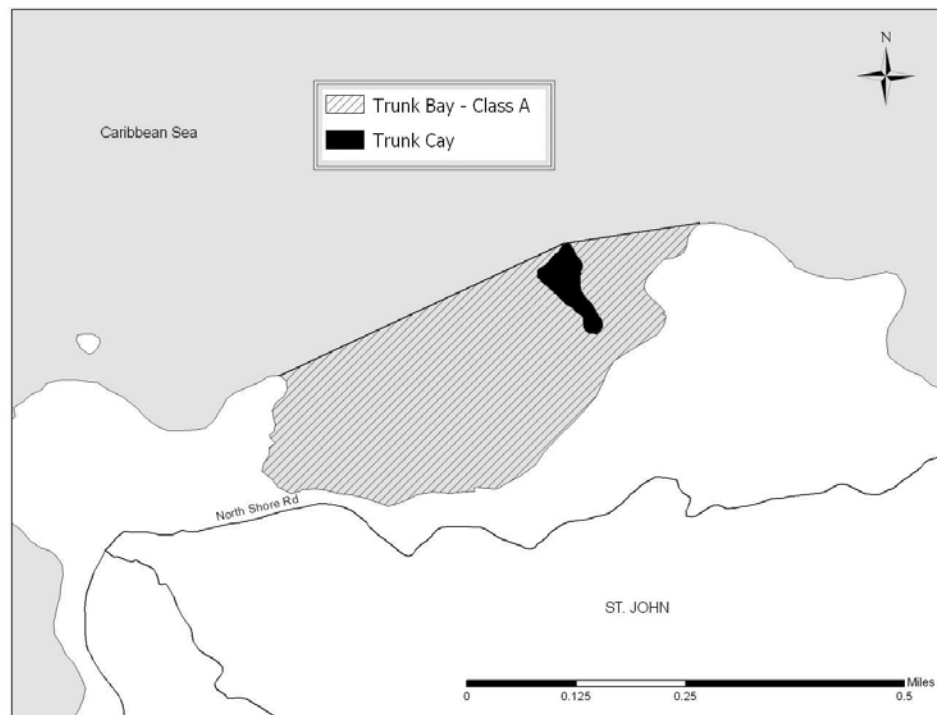 N
Trunk Bay - Class A
Caribbean Sea
Trunk Cay
North Shore Rd
ST. JOHN
Miles
0 0.125 0.25 0.5